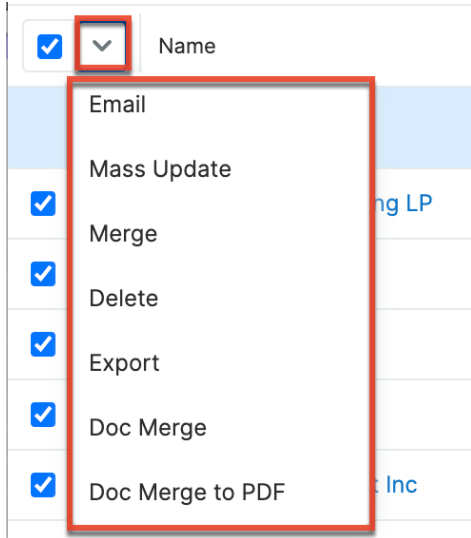 Name
Email
Mass Update
ng LP
Merge
Delete
Export
Doc Merge
Doc Merge to PDF
Inc